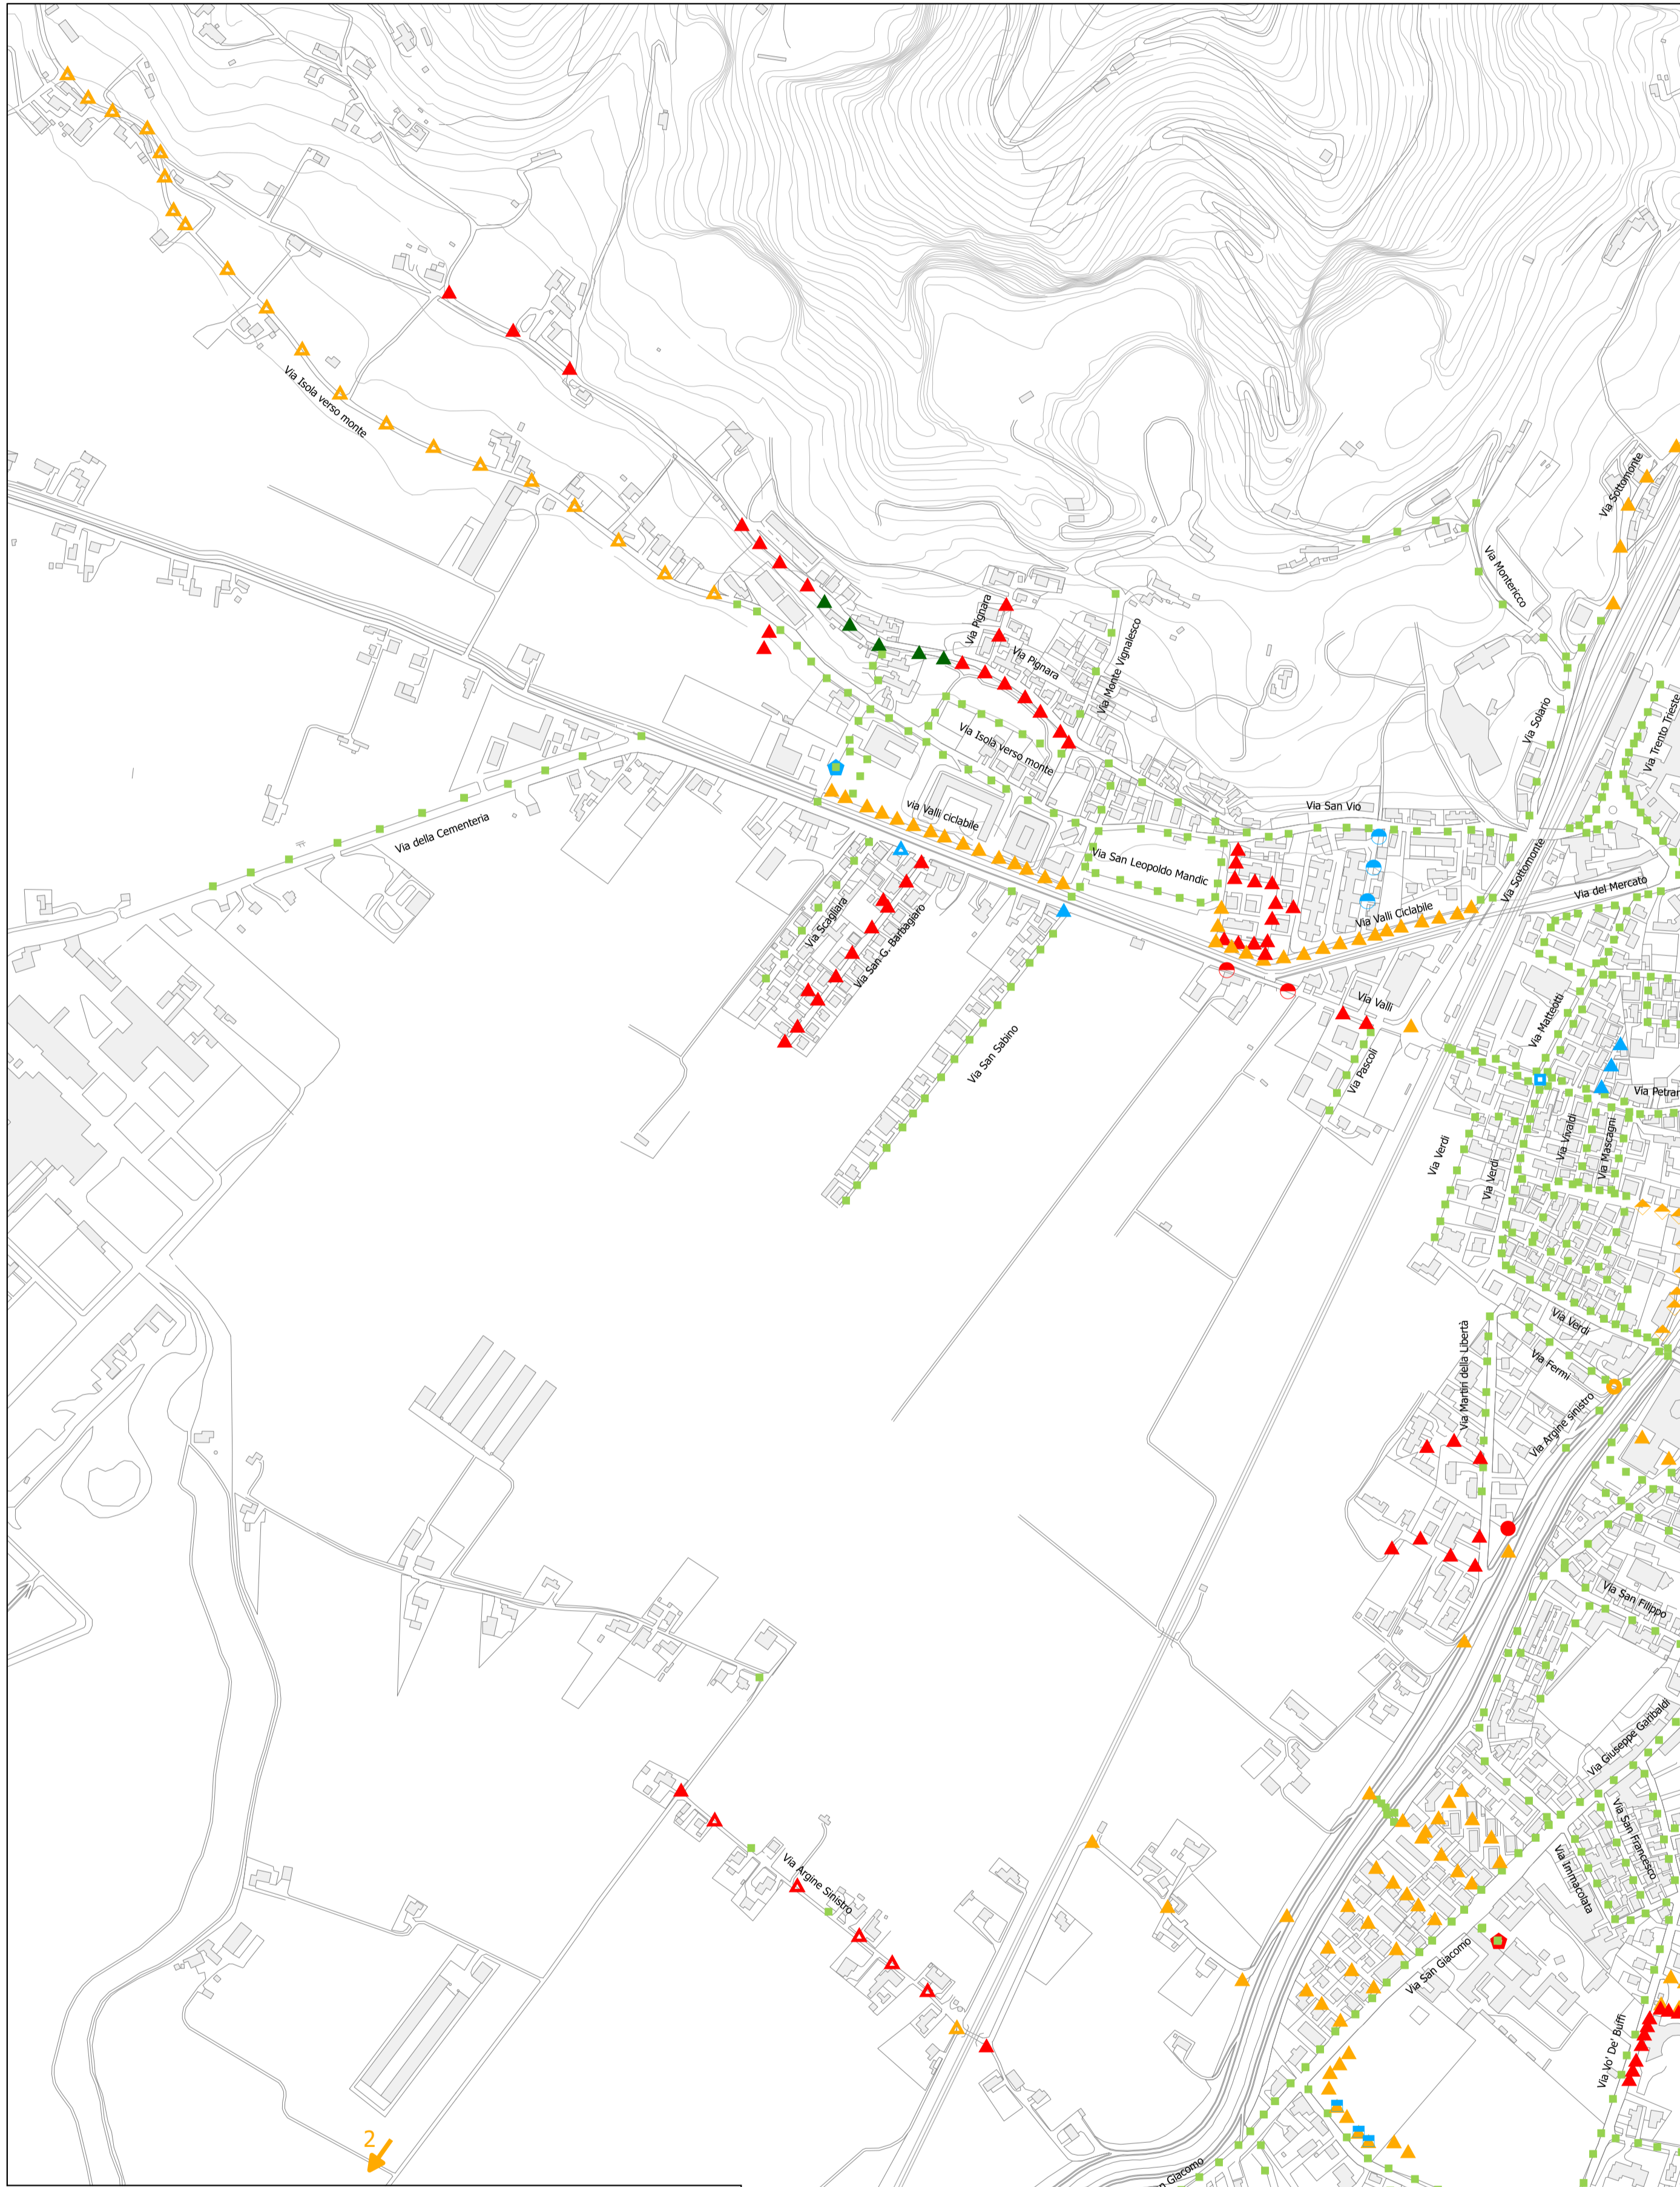 Via Isola verso monte
Via Sottomonte
Via Montericco
Via Pignara
Via Pignara
Via Monte Vignalesco
Via Trento Trieste
Via Solario
Via Isola verso monte
Via San Vio
via Valli ciclabile
Via della Cementeria
Via San Leopoldo Mandic
Via Sottomonte
Via del Mercato
Via Scagliara
Via San G. Barbagiaro
Via Valli Ciclabile
Via Valli
Via Matteotti
Via San Sabino
Via Pascoli
Via Petrar
Via Verdi
Via Verdi
Via Vivaldi
Via Mascagni
Via Verdi
Via Martiri della Libertà
Via Fermi
Via Argine sinistro
Via San Filippo
Via Giuseppe Garibaldi
Via San Francesco
Via Immacolata
Via Argine Sinistro
Via San Giacomo
Via Vo' De' Buffi
2
n Giacomo